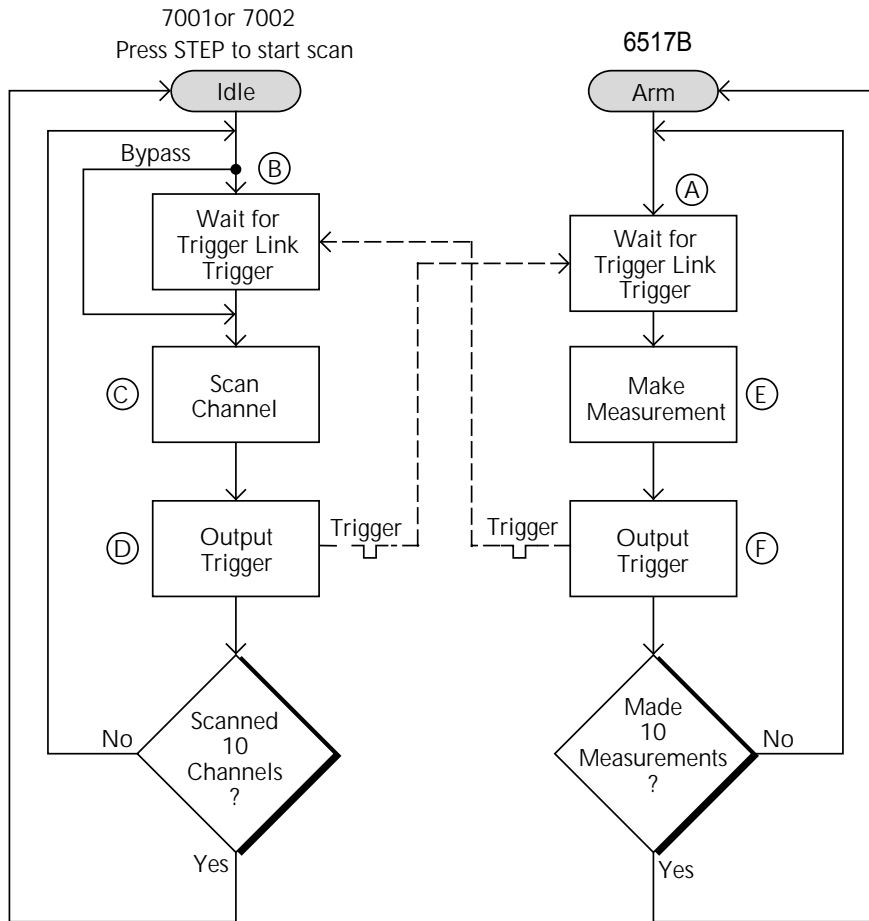 7001or 7002
Press STEP to start scan
Idle
Bypass
B
Wait for
Trigger Link
Trigger
C
Scan
Channel
D
Output
Trigger
Trigger
Scanned
10
Channels
?
No
Yes
6517B
Arm
A
Wait for
Trigger Link
Trigger
Make
Measurement
E
Trigger
Output
Trigger
F
Made
10
Measurements
?
No
Yes